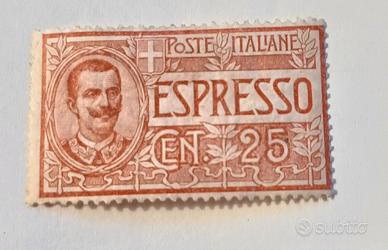 POSTE ITALIANE
ESPRESSO
CENT. 25
subito